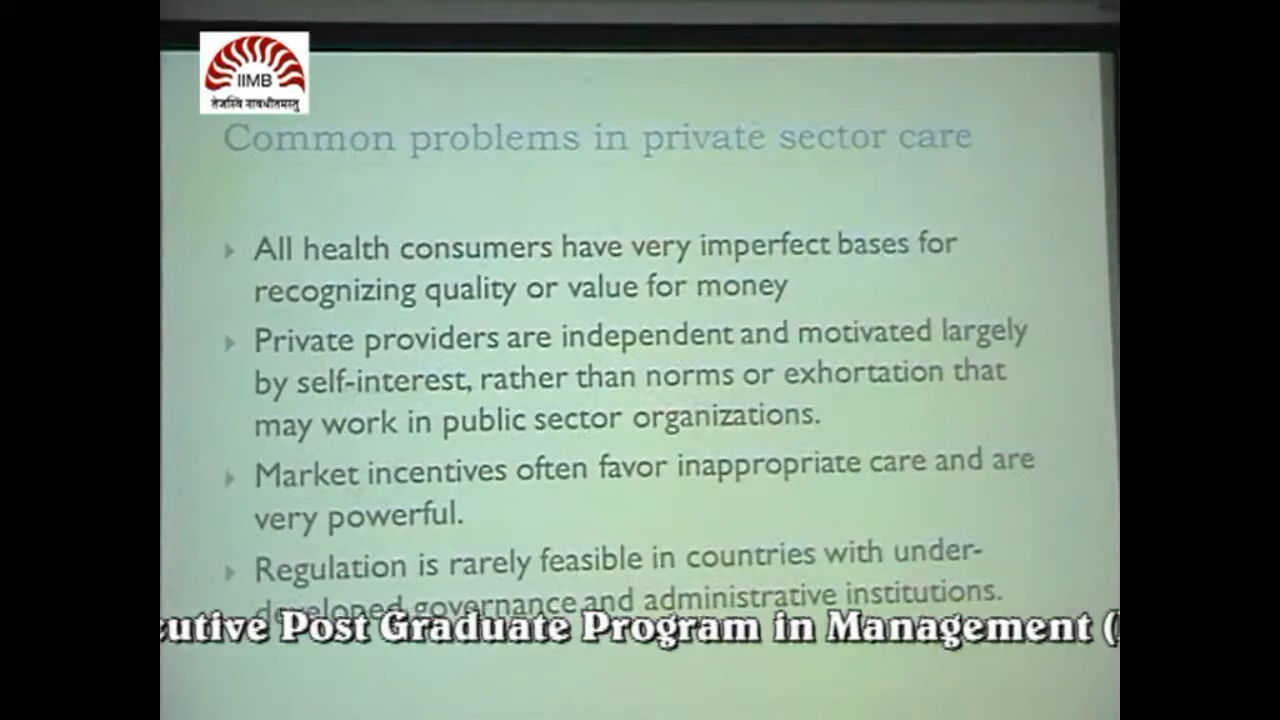 IIMB
तेजस्वि नावधीतमस्तु
Common problems in private sector care
All health consumers have very imperfect bases for
recognizing quality or value for money
Private providers are independent and motivated largely
by self-interest, rather than norms or exhortation that
may work in public sector organizations.
Market incentives often favor inappropriate care and are
very powerful.
Regulation is rarely feasible in countries with under-
developed governance and administrative institutions.
cutive Post Graduate Program in Management (